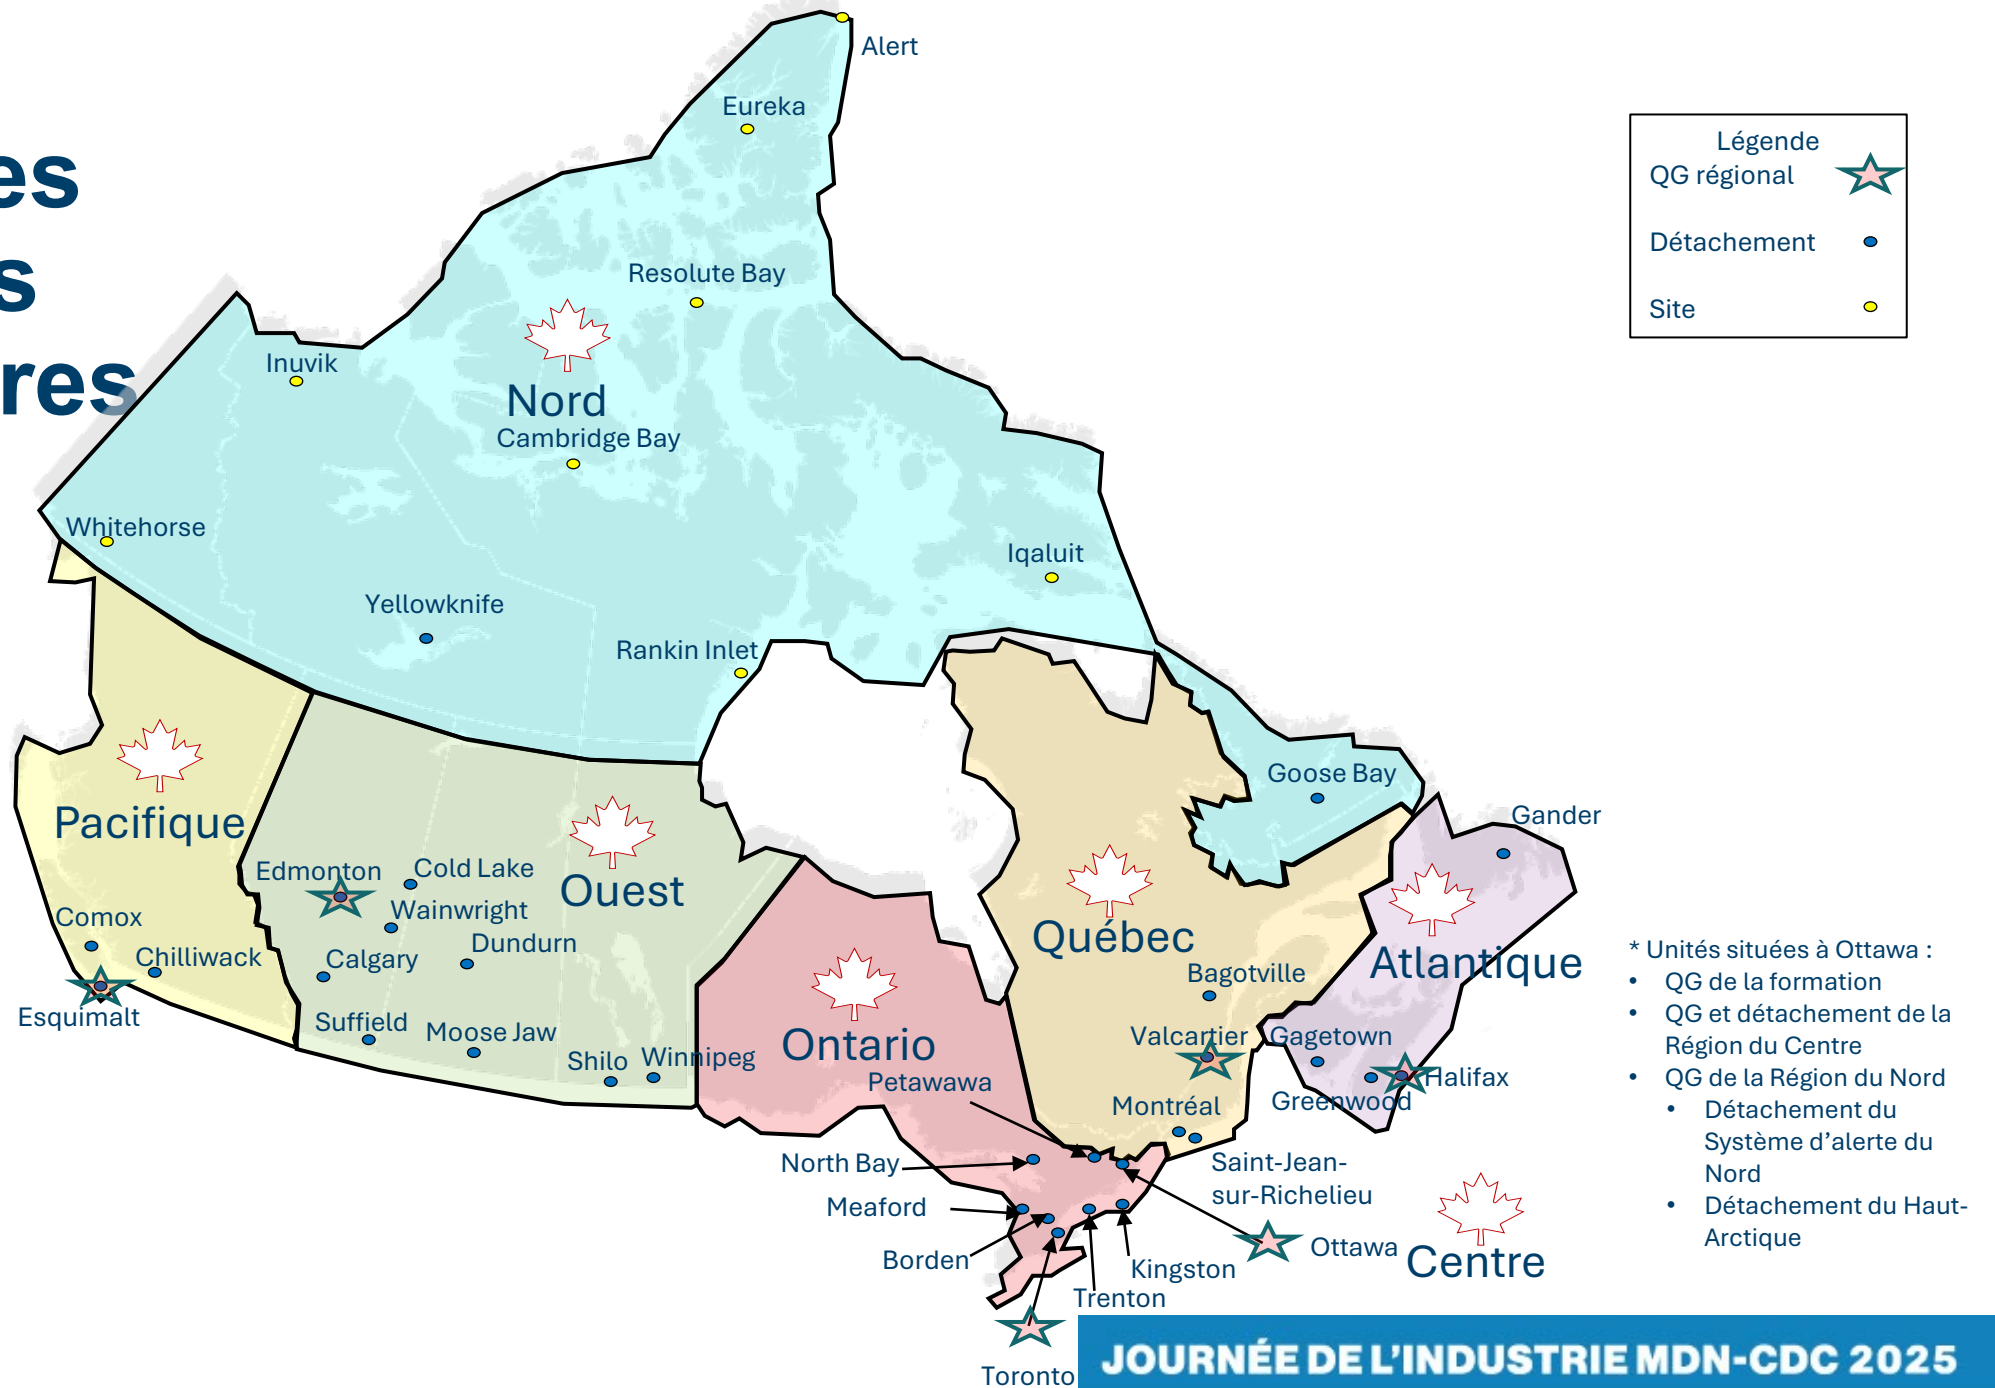 es
s
res
Alert
Eureka
Légende
QG régional
Détachement
Site
Resolute Bay
Inuvik
Nord
Cambridge Bay
Whitehorse
Iqaluit
Yellowknife
Rankin Inlet
Goose Bay
Gander
Pacifique
Edmonton
Cold Lake
Ouest
Wainwright
Comox
Dundurn
Chilliwack
Calgary
Esquimalt
Suffield
Moose Jaw
Shilo
Winnipeg
Québec
Atlantique
Bagotville
Valcartier
Gagetown
Halifax
Greenwood
Montréal
Saint-Jean-
sur-Richelieu
Ontario
Petawawa
North Bay
Meaford
Borden
Kingston
Trenton
Toronto
Ottawa
Centre
* Unités situées à Ottawa :
• QG de la formation
• QG et détachement de la
Région du Centre
• QG de la Région du Nord
• Détachement du
Système d'alerte du
Nord
• Détachement du Haut-
Arctique
JOURNÉE DE L'INDUSTRIE MDN-CDC 2025